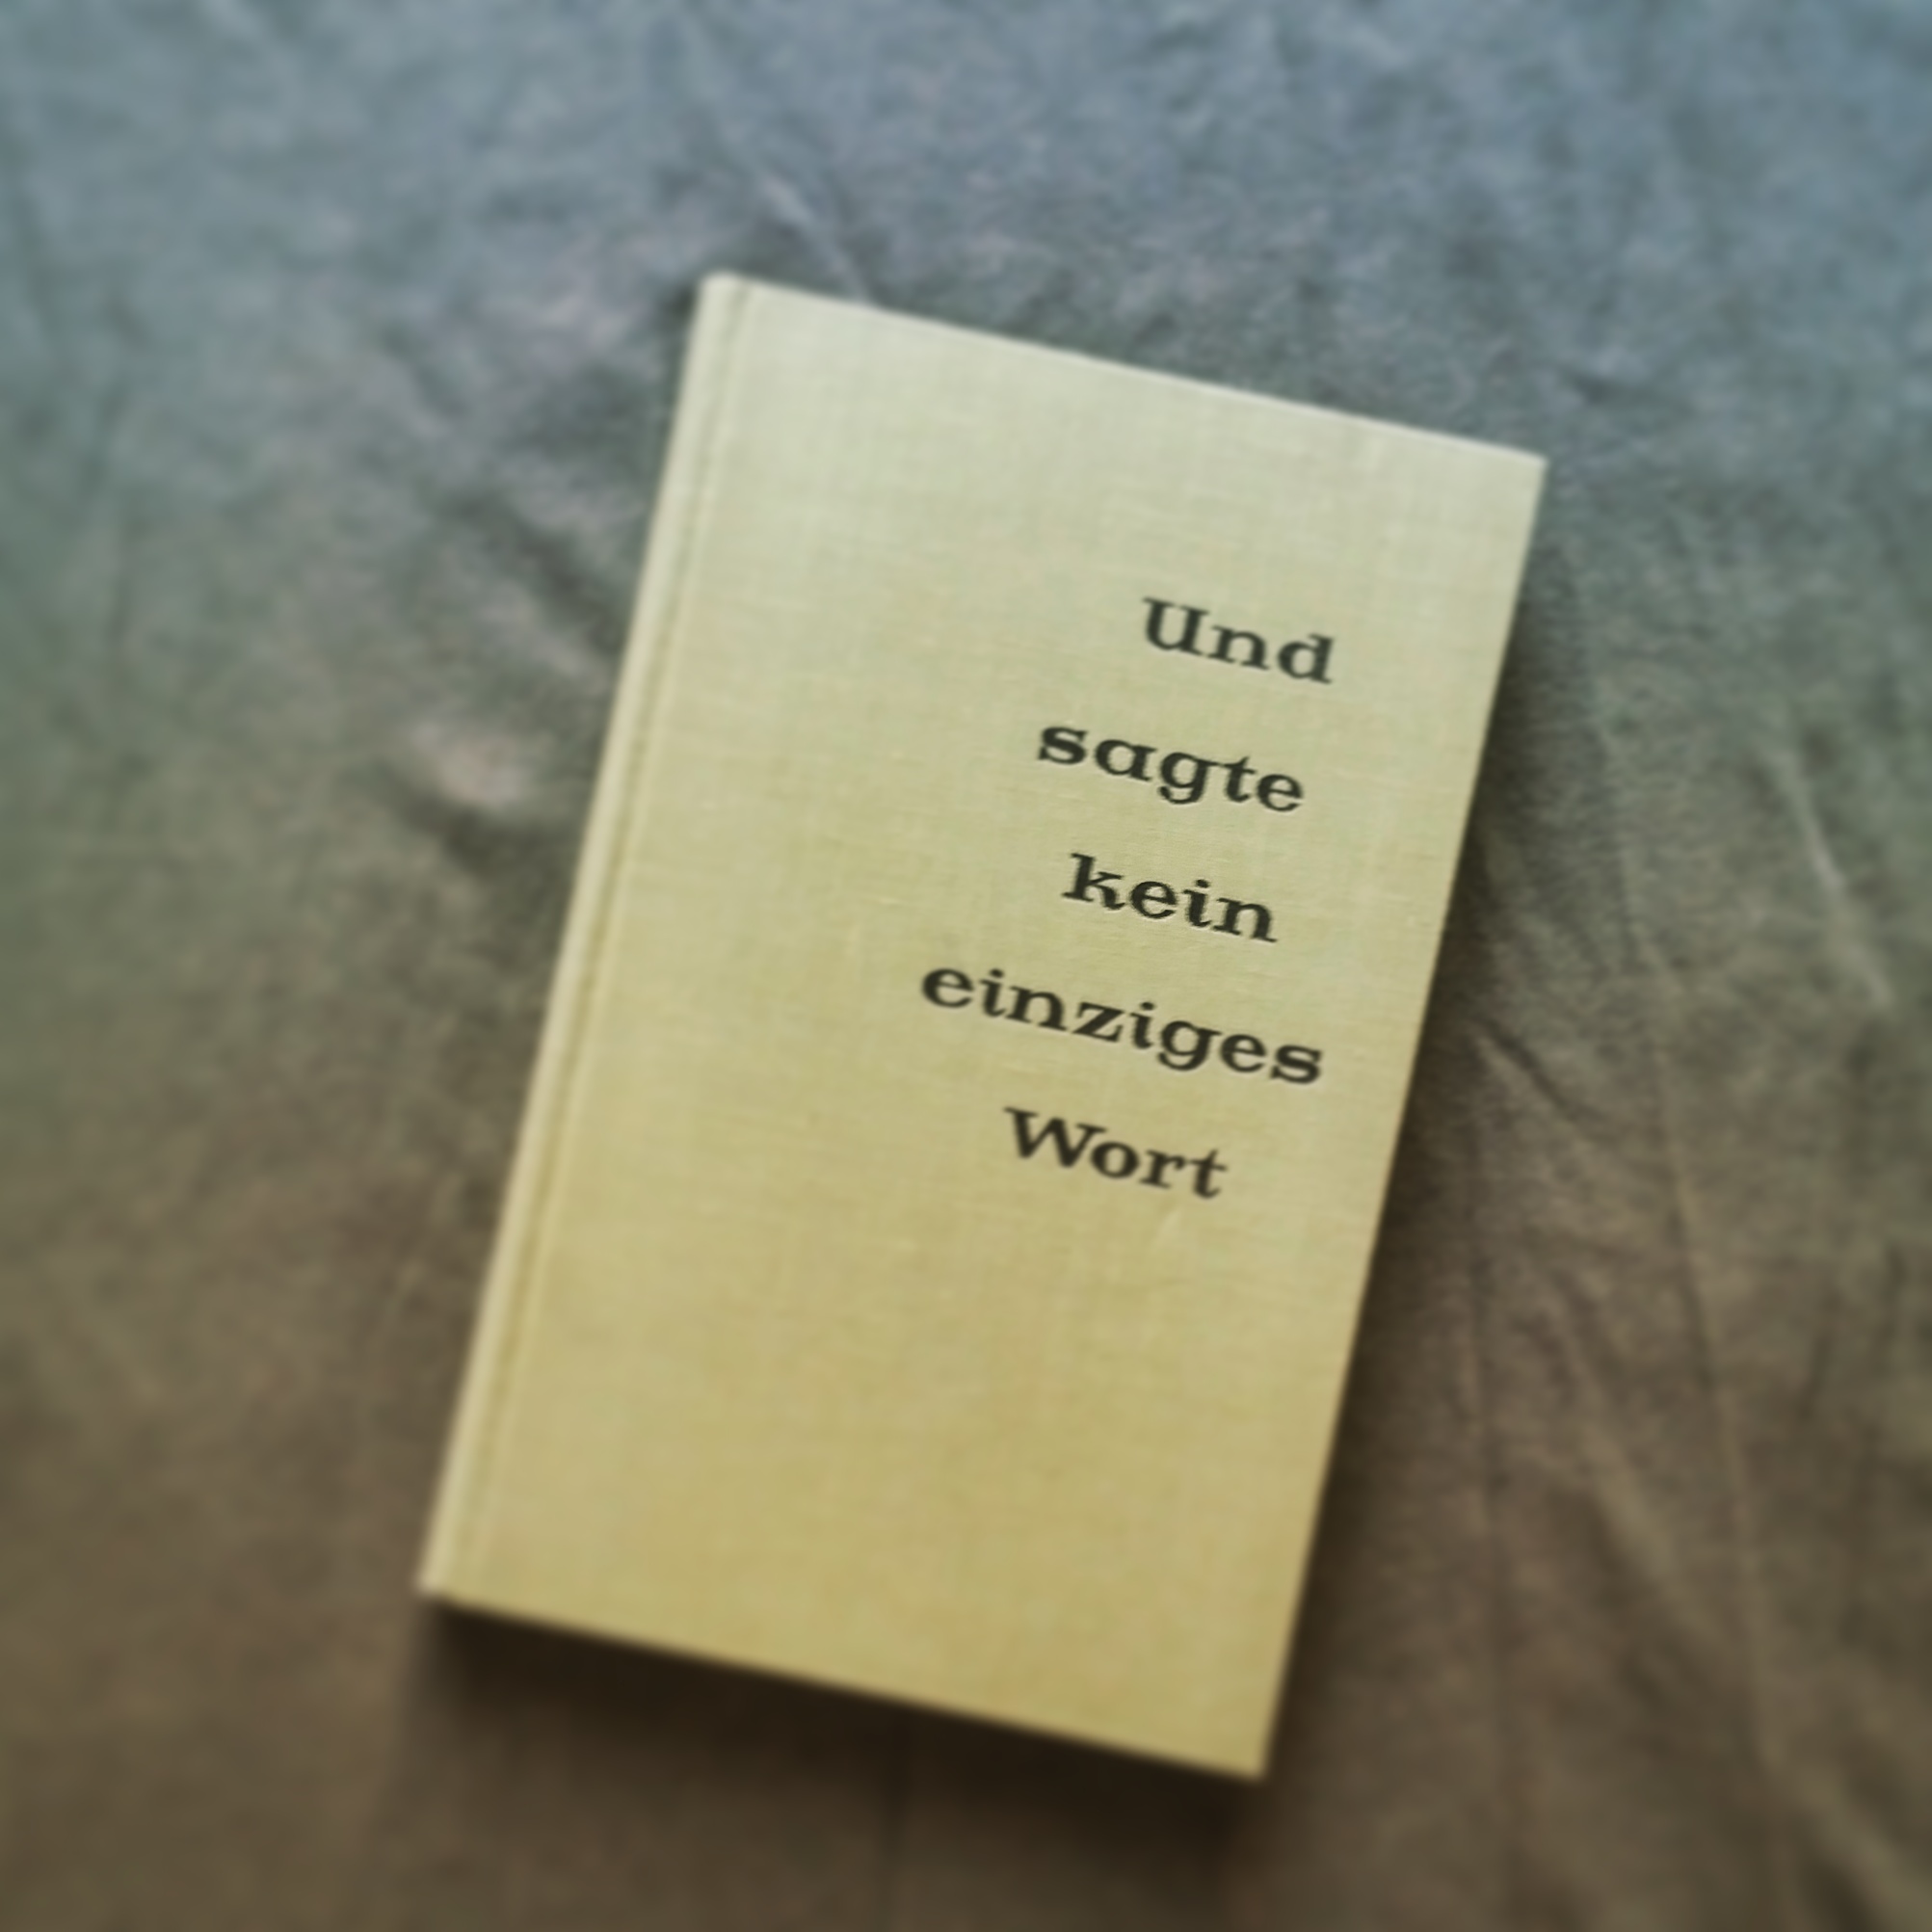 Und
sagte
kein
einziges
Wort